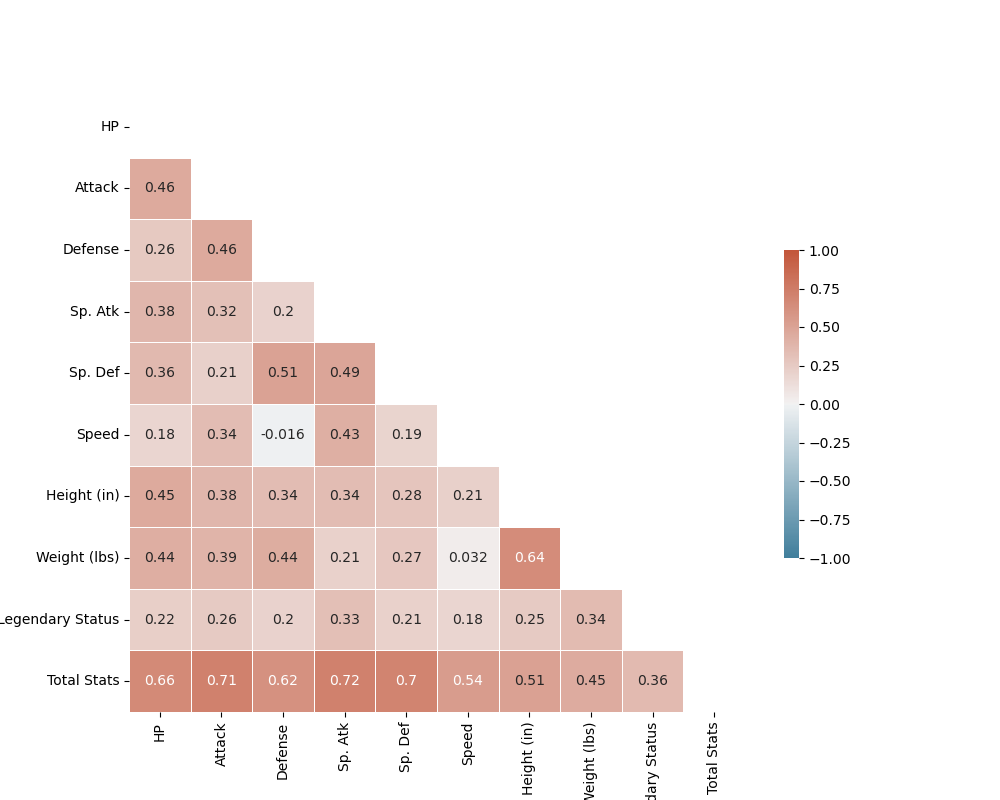 HP
Attack 0.46
Defense 0.26 0.46
Sp. Atk 0.38 0.32 0.2
Sp. Def 0.36 0.21 0.51 0.49
Speed 0.18 0.34 -0.016 0.43 0.19
Height (in) 0.45 0.38 0.34 0.34 0.28 0.21
Weight (lbs) 0.44 0.39 0.44 0.21 0.27 0.032 0.64
Legendary Status 0.22 0.26 0.2 0.33 0.21 0.18 0.25 0.34
Total Stats 0.66 0.71 0.62 0.72 0.7 0.54 0.51 0.45 0.36
HP
Attack
Defense
Sp. Atk
Sp. Def
Speed
Height (in)
Weight (lbs)
dary Status
Total Stats
1.00
0.75
0.50
0.25
0.00
−0.25
−0.50
−0.75
−1.00